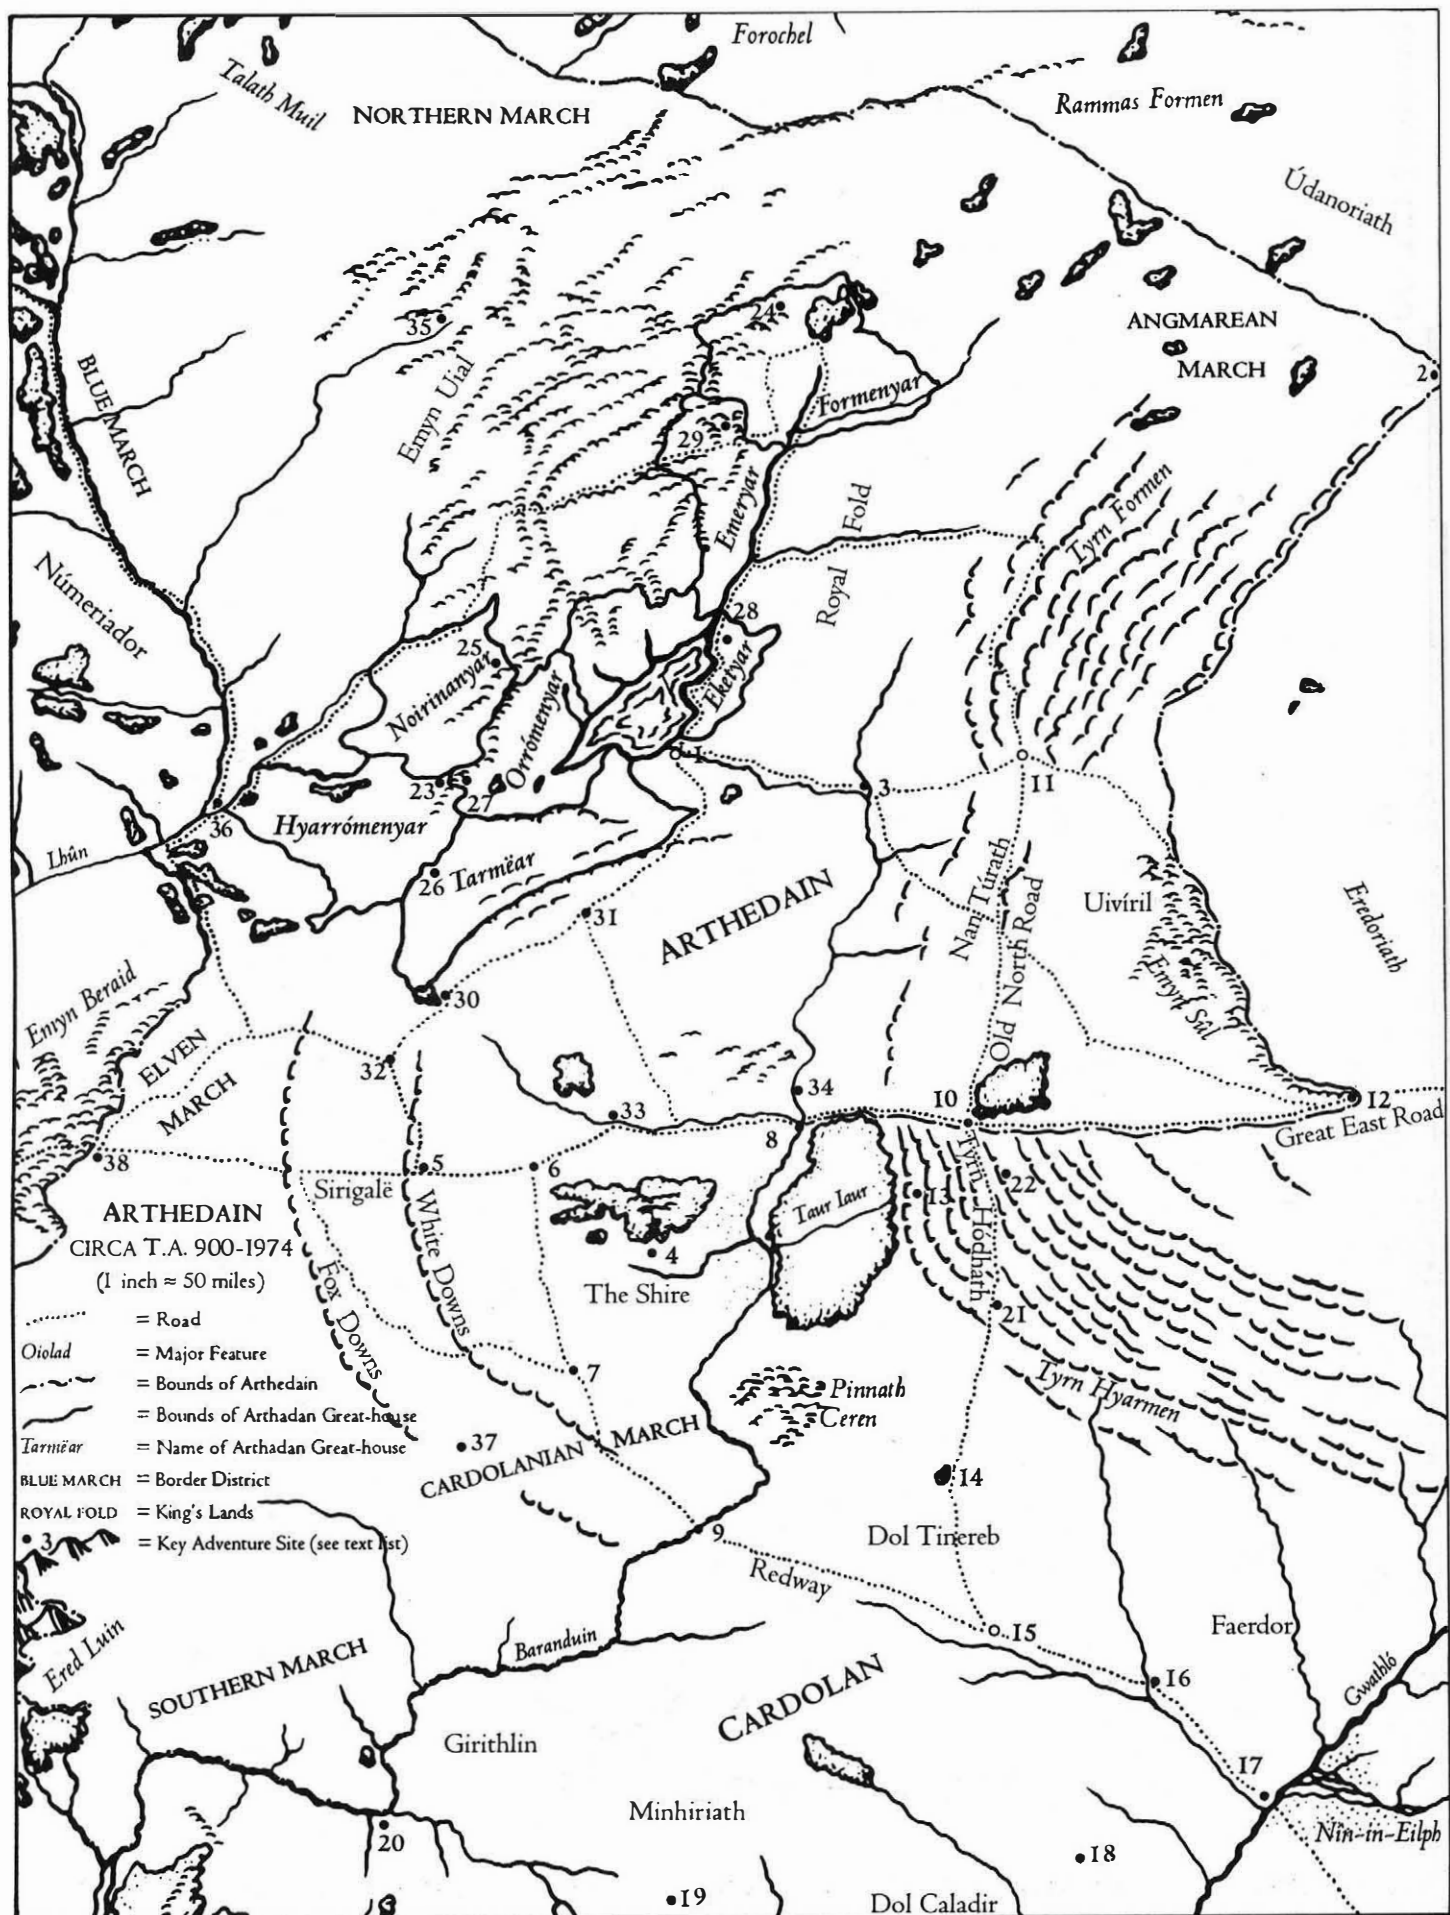 Forochel
Talath Muil
NORTHERN MARCH
Rammas Formen
Údanoriath
24
35
ANGMAREAN
MARCH
2
BLUE MARCH
Emyn Uial
Formenyar
29
Emeryar
Royal Fold
Tyrn Formen
Númeriador
28
25
Noirinanyar
Eketyar
Orrómenyar
1
23
27
3
11
36
Hyarrómenyar
Lhûn
26
Tarmëar
31
ARTHEDAIN
Nan Túrath
Old North Road
Uivíril
Eredoriath
Emyn Sûl
Emyn Beraid
30
ELVEN
MARCH
32
34
33
10
12
8
Great East Road
38
5
6
Sirigalë
White Downs
Taur Iaur
13
Tyrn Hódhath
22
4
The Shire
Fox Downs
21
ARTHEDAIN
CIRCA T.A. 900-1974
(1 inch ≈ 50 miles)
= Road
Oiolad = Major Feature
= Bounds of Arthedain
= Bounds of Arthadan Great-house
Tarmëar = Name of Arthadan Great-house
BLUE MARCH = Border District
ROYAL FOLD = King's Lands
3 = Key Adventure Site (see text list)
7
Pinnath
Ceren
Tyrn Hyarmen
37
CARDOLANIAN MARCH
14
9
Dol Tinereb
Redway
15
Faerdor
Ered Luin
Baranduin
SOUTHERN MARCH
16
Gwathló
CARDOLAN
Girithlin
17
Minhiriath
Nîn-in-Eilph
20
18
19
Dol Caladir